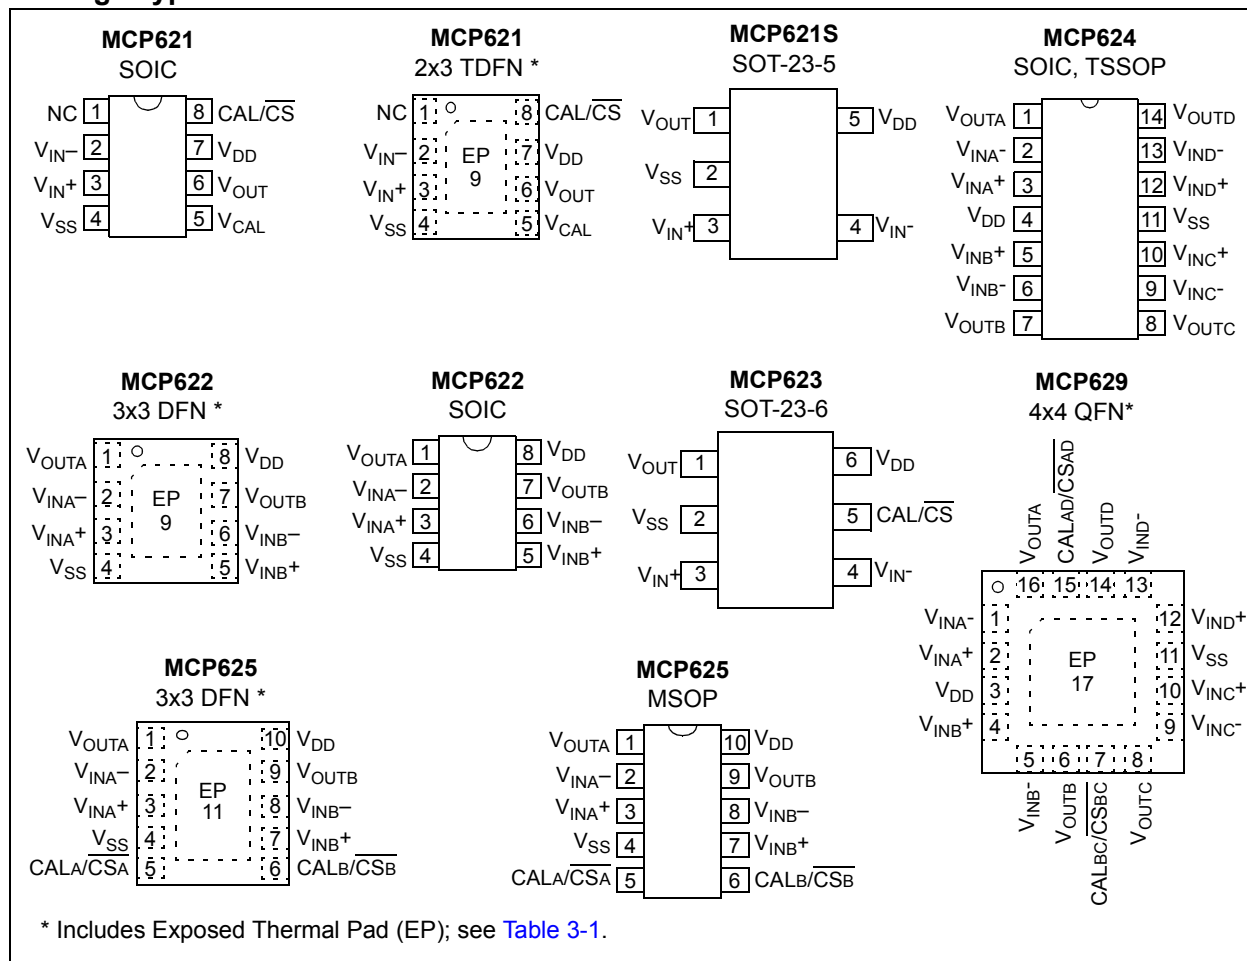 MCP621
SOIC
NC 1 8 CAL/CS
VIN– 2 7 VDD
VIN+ 3 6 VOUT
VSS 4 5 VCAL
MCP621
2x3 TDFN *
NC 1 8 CAL/CS
VIN– 2 EP 7 VDD
VIN+ 3 9 6 VOUT
VSS 4 5 VCAL
MCP621S
SOT-23-5
VOUT 1 5 VDD
VSS 2
VIN+ 3 4 VIN-
MCP624
SOIC, TSSOP
VOUTA 1 14 VOUTD
VINA- 2 13 VIND-
VINA+ 3 12 VIND+
VDD 4 11 VSS
VINB+ 5 10 VINC+
VINB- 6 9 VINC-
VOUTB 7 8 VOUTC
MCP622
3x3 DFN *
VOUTA 1 8 VDD
VINA– 2 EP 7 VOUTB
VINA+ 3 9 6 VINB–
VSS 4 5 VINB+
MCP622
SOIC
VOUTA 1 8 VDD
VINA– 2 7 VOUTB
VINA+ 3 6 VINB–
VSS 4 5 VINB+
MCP623
SOT-23-6
VOUT 1 6 VDD
VSS 2 5 CAL/CS
VIN+ 3 4 VIN-
MCP629
4x4 QFN*
VOUTA CALAD/CSAD VOUTD VIND-
16 15 14 13
VINA- 1 12 VIND+
VINA+ 2 EP 11 VSS
VDD 3 17 10 VINC+
VINB+ 4 9 VINC-
5 6 7 8
VINB- VOUTB CALBC/CSBC VOUTC
MCP625
3x3 DFN *
VOUTA 1 10 VDD
VINA– 2 9 VOUTB
VINA+ 3 EP 8 VINB–
VSS 4 11 7 VINB+
CALA/CSA 5 6 CALB/CSB
MCP625
MSOP
VOUTA 1 10 VDD
VINA– 2 9 VOUTB
VINA+ 3 8 VINB–
VSS 4 7 VINB+
CALA/CSA 5 6 CALB/CSB
* Includes Exposed Thermal Pad (EP); see Table 3-1.